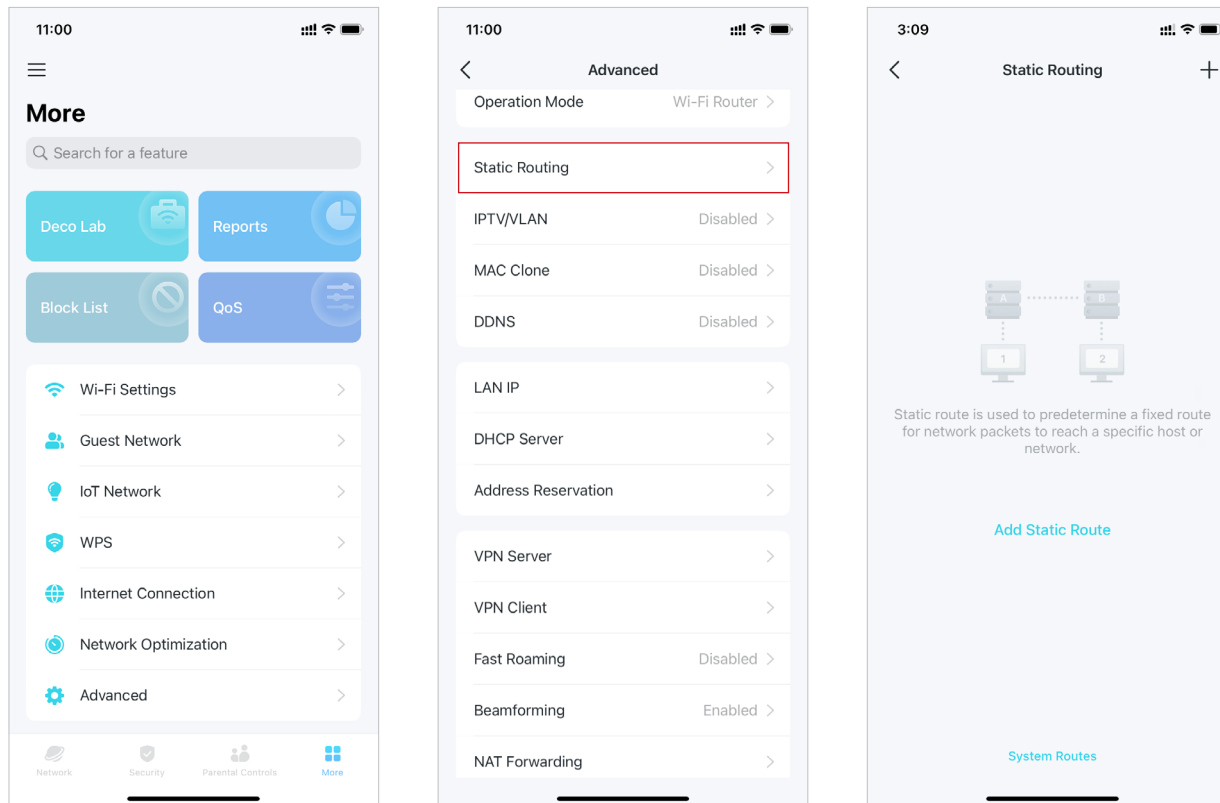 11:00
More
Search for a feature
Deco Lab
Reports
Block List
QoS
Wi-Fi Settings
Guest Network
IoT Network
WPS
Internet Connection
Network Optimization
Advanced
Network
Security
Parental Controls
More
11:00
Advanced
Operation Mode Wi-Fi Router
Static Routing
IPTV/VLAN Disabled
MAC Clone Disabled
DDNS Disabled
LAN IP
DHCP Server
Address Reservation
VPN Server
VPN Client
Fast Roaming Disabled
Beamforming Enabled
NAT Forwarding
3:09
Static Routing
A
B
1
2
Static route is used to predetermine a fixed route
for network packets to reach a specific host or
network.
Add Static Route
System Routes